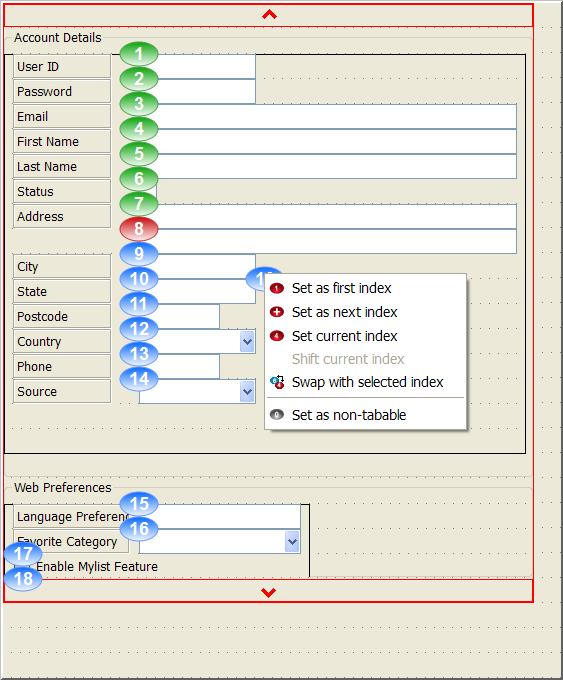 Account Details
1
User ID
2
Password
3
Email
4
First Name
5
Last Name
6
Status
7
Address
8
9
City
10
State
11
Postcode
12
Country
13
Phone
14
Source
1 Set as first index
Set as next index
4 Set current index
Shift current index
Swap with selected index
0 Set as non-tabable
Web Preferences
15
Language Preferenc
16
Favorite Category
17
Enable Mylist Feature
18